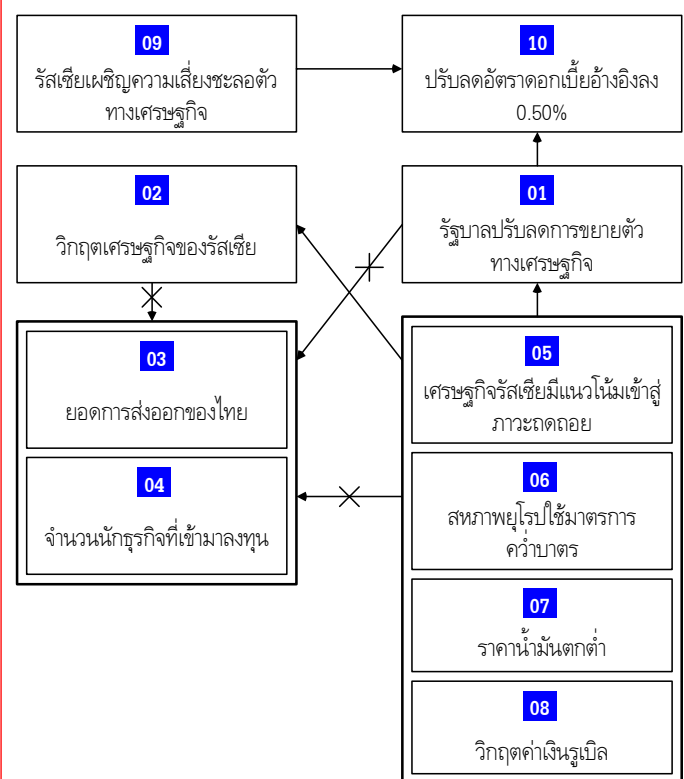 09
รัสเซียเผชิญความเสี่ยงชะลอตัว
ทางเศรษฐกิจ
10
ปรับลดอัตราดอกเบี้ยอ้างอิงลง
0.50%
02
วิกฤตเศรษฐกิจของรัสเซีย
01
รัฐบาลปรับลดการขยายตัว
ทางเศรษฐกิจ
03
ยอดการส่งออกของไทย
04
จำนวนนักธุรกิจที่เข้ามาลงทุน
05
เศรษฐกิจรัสเซียมีแนวโน้มเข้าสู่
ภาวะถดถอย
06
สหภาพยุโรปใช้มาตรการ
คว่ำบาตร
07
ราคาน้ำมันตกต่ำ
08
วิกฤตค่าเงินรูเบิล